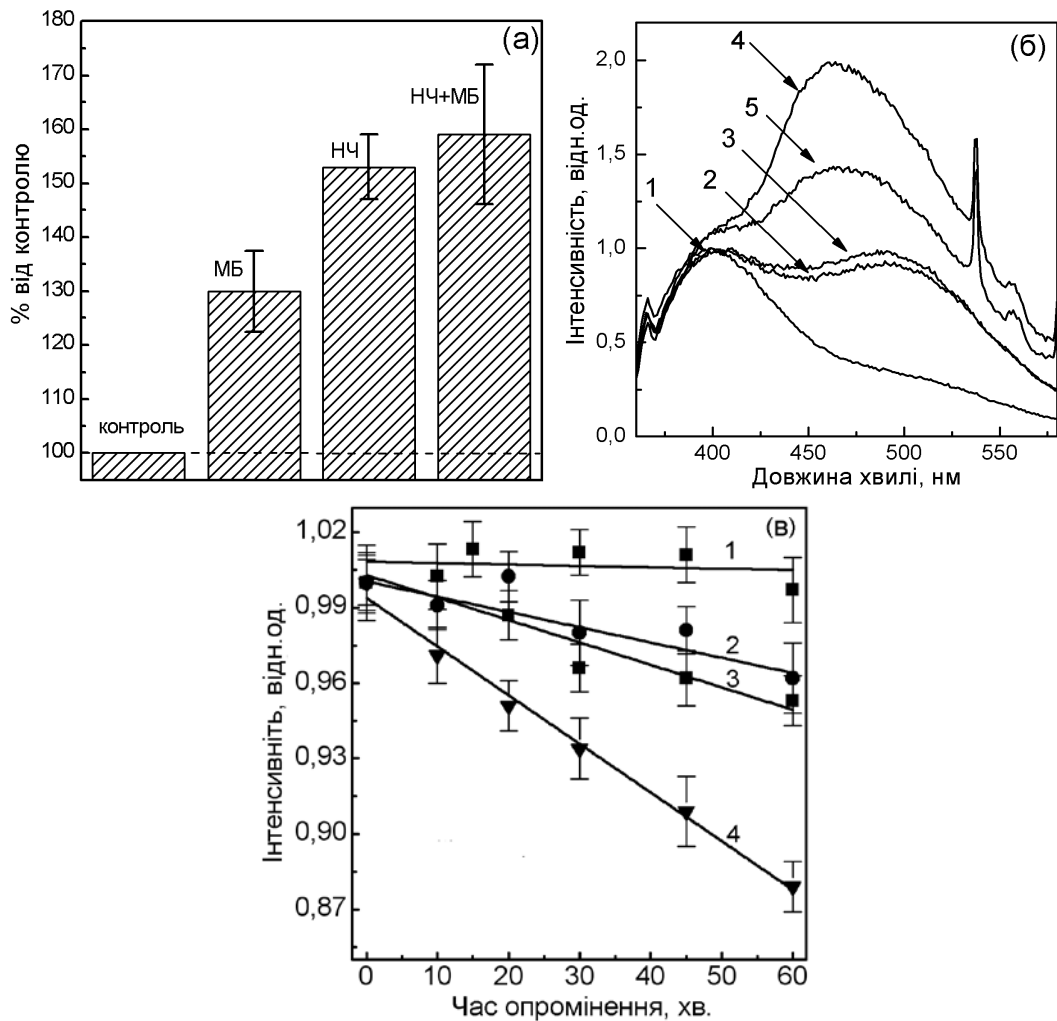 (а)
% від контролю
180
170
160
150
140
130
120
110
100
контроль
МБ
НЧ
НЧ+МБ
(б)
Інтенсивність, відн.од.
2,0
1,5
1,0
0,5
0,0
4
5
3
2
1
400 450 500 550
Довжина хвилі, нм
(в)
Інтенсивніть, відн.од.
1,02
0,99
0,96
0,93
0,90
0,87
1
2
3
4
0 10 20 30 40 50 60
Час опромінення, хв.